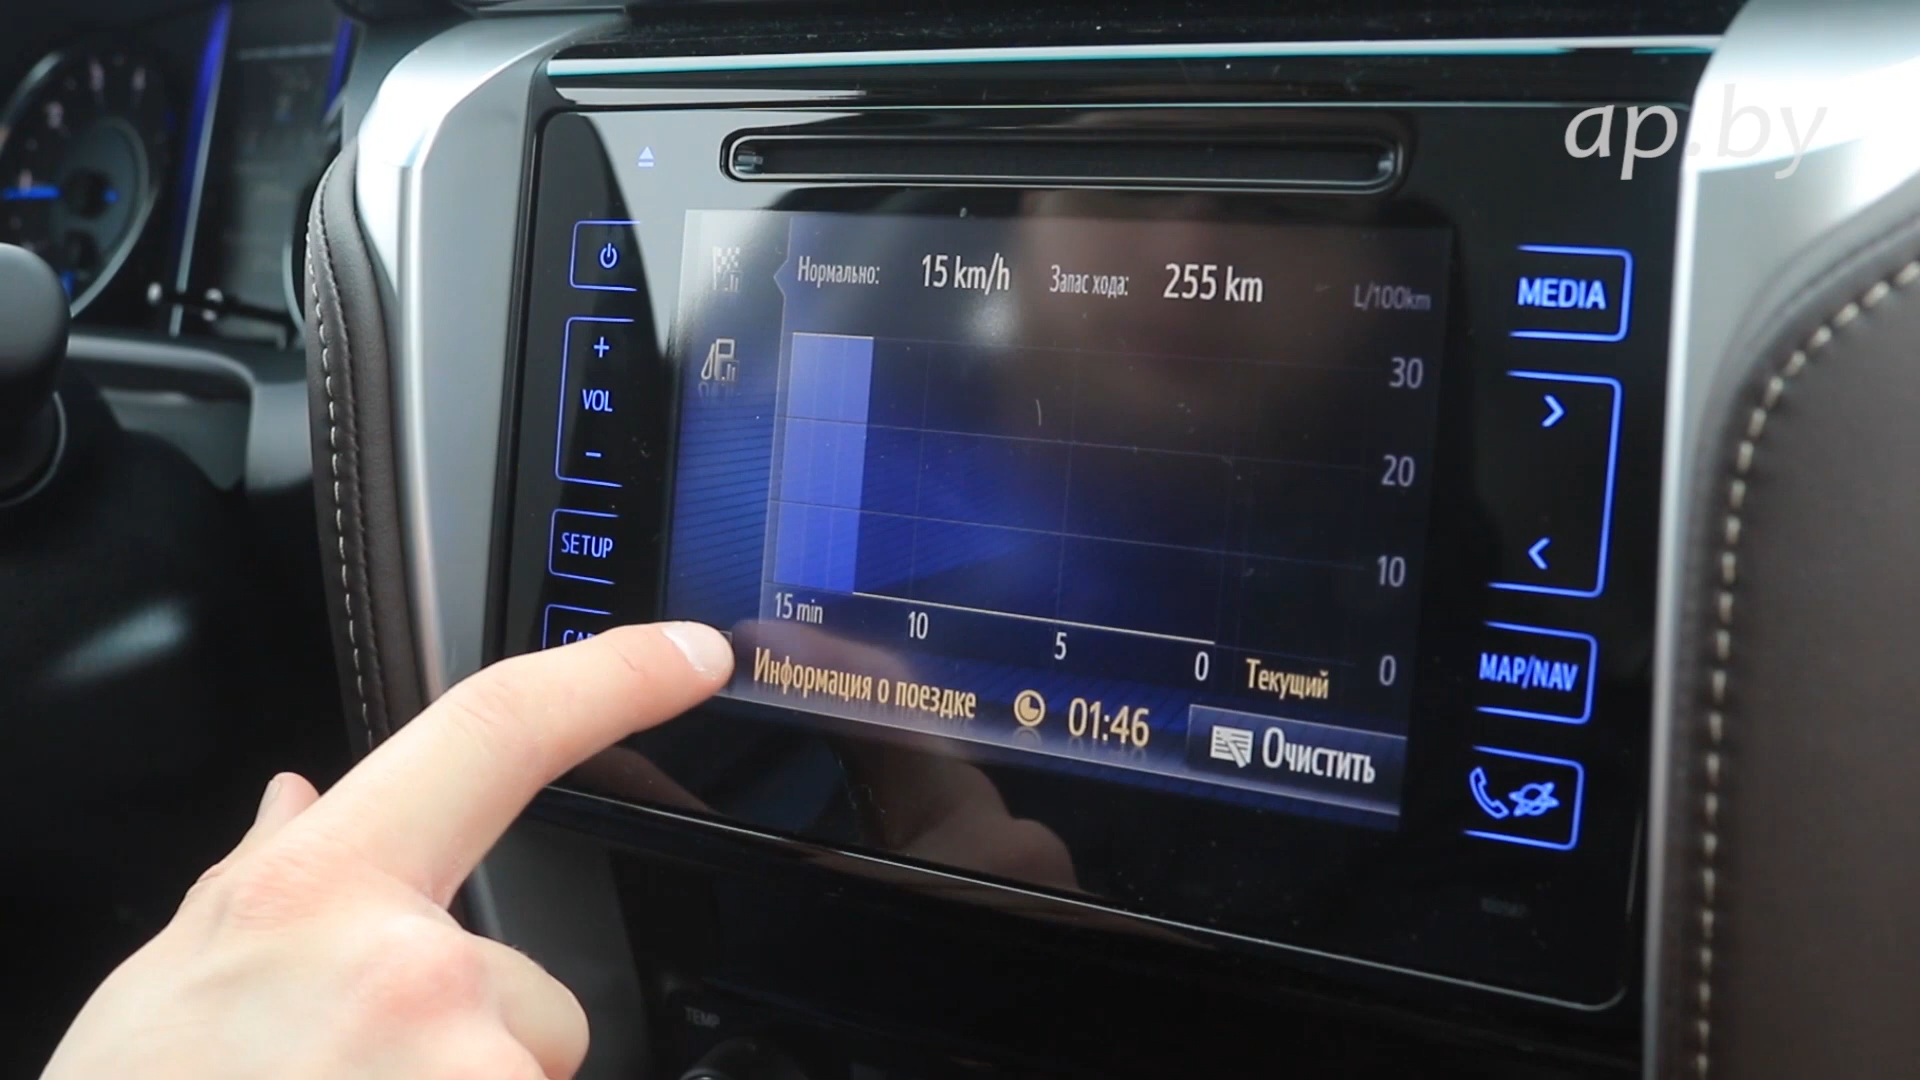 ap.by
Нормально: 15 km/h Запас хода: 255 km L/100km
MEDIA
+
VOL
-
SETUP
30
20
10
0
15 min 10 5 0 Текущий
MAP/NAV
Информация о поездке 01:46 Очистить
TEMP